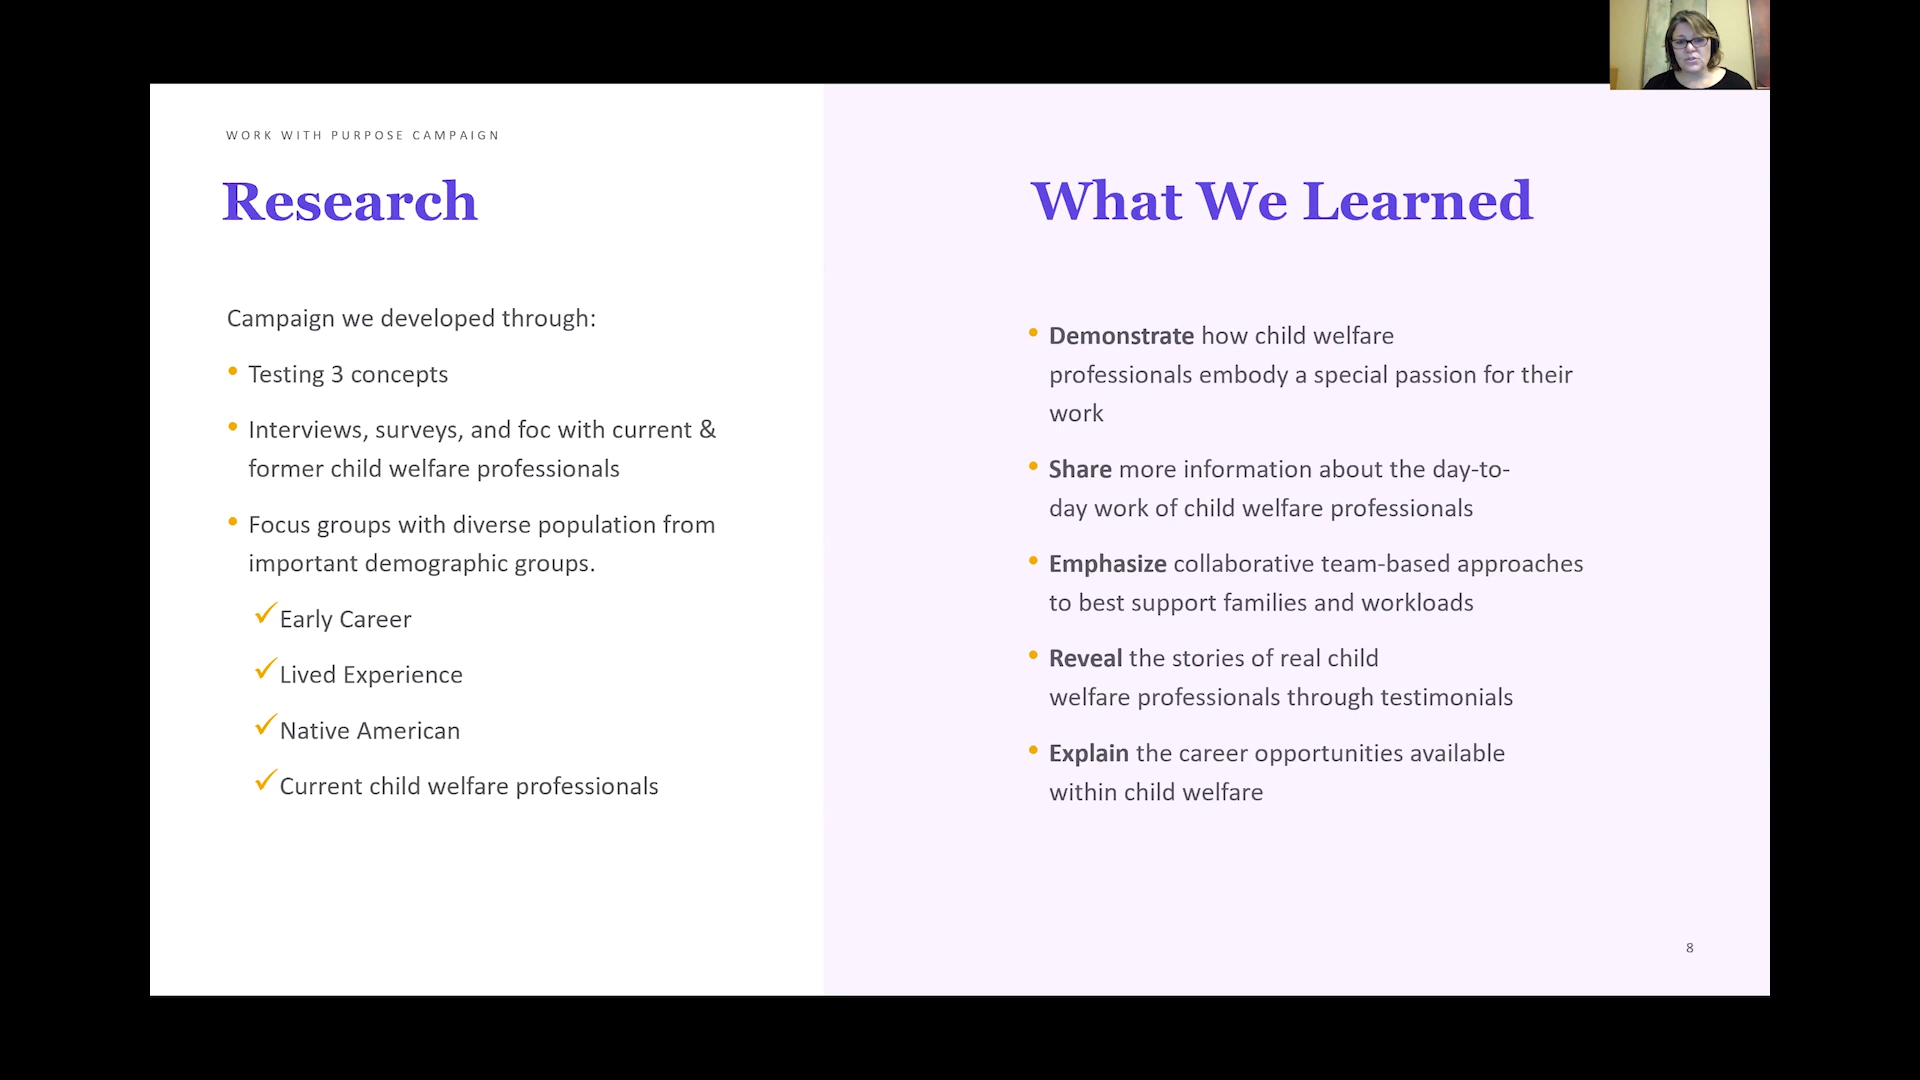 WORK WITH PURPOSE CAMPAIGN
Research
Campaign we developed through:
• Testing 3 concepts
• Interviews, surveys, and foc with current &
former child welfare professionals
• Focus groups with diverse population from
important demographic groups.
✓Early Career
✓Lived Experience
✓Native American
✓Current child welfare professionals
What We Learned
• Demonstrate how child welfare
professionals embody a special passion for their
work
• Share more information about the day-to-
day work of child welfare professionals
• Emphasize collaborative team-based approaches
to best support families and workloads
• Reveal the stories of real child
welfare professionals through testimonials
• Explain the career opportunities available
within child welfare
8